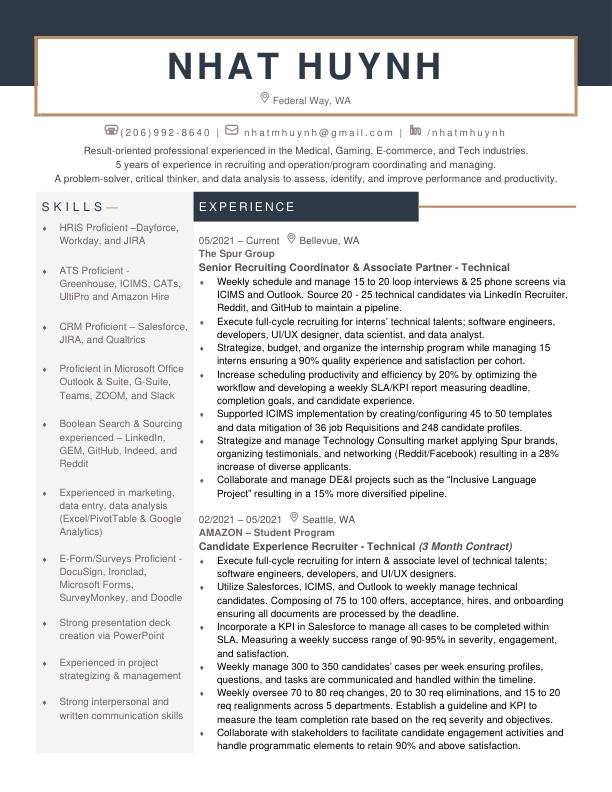 NHAT HUYNH
Federal Way, WA
(206)992-8640 | nhatmhuynh@gmail.com | /nhatmhuynh
Result-oriented professional experienced in the Medical, Gaming, E-commerce, and Tech industries.
5 years of experience in recruiting and operation/program coordinating and managing.
A problem-solver, critical thinker, and data analysis to assess, identify, and improve performance and productivity.
SKILLS—
♦ HRIS Proficient –Dayforce,
Workday, and JIRA
♦ ATS Proficient -
Greenhouse, ICIMS, CATs,
UltiPro and Amazon Hire
♦ CRM Proficient – Salesforce,
JIRA, and Qualtrics
♦ Proficient in Microsoft Office
Outlook & Suite, G-Suite,
Teams, ZOOM, and Slack
♦ Boolean Search & Sourcing
experienced – LinkedIn,
GEM, GitHub, Indeed, and
Reddit
♦ Experienced in marketing,
data entry, data analysis
(Excel/PivotTable & Google
Analytics)
♦ E-Form/Surveys Proficient -
DocuSign, Ironclad,
Microsoft Forms,
SurveyMonkey, and Doodle
♦ Strong presentation deck
creation via PowerPoint
♦ Experienced in project
strategizing & management
♦ Strong interpersonal and
written communication skills
EXPERIENCE
05/2021 – Current Bellevue, WA
The Spur Group
Senior Recruiting Coordinator & Associate Partner - Technical
♦ Weekly schedule and manage 15 to 20 loop interviews & 25 phone screens via
ICIMS and Outlook. Source 20 - 25 technical candidates via LinkedIn Recruiter,
Reddit, and GitHub to maintain a pipeline.
♦ Execute full-cycle recruiting for interns’ technical talents; software engineers,
developers, UI/UX designer, data scientist, and data analyst.
♦ Strategize, budget, and organize the internship program while managing 15
interns ensuring a 90% quality experience and satisfaction per cohort.
♦ Increase scheduling productivity and efficiency by 20% by optimizing the
workflow and developing a weekly SLA/KPI report measuring deadline,
completion goals, and candidate experience.
♦ Supported ICIMS implementation by creating/configuring 45 to 50 templates
and data mitigation of 36 job Requisitions and 248 candidate profiles.
♦ Strategize and manage Technology Consulting market applying Spur brands,
organizing testimonials, and networking (Reddit/Facebook) resulting in a 28%
increase of diverse applicants.
♦ Collaborate and manage DE&I projects such as the “Inclusive Language
Project” resulting in a 15% more diversified pipeline.
02/2021 – 05/2021 Seattle, WA
AMAZON – Student Program
Candidate Experience Recruiter - Technical (3 Month Contract)
♦ Execute full-cycle recruiting for intern & associate level of technical talents;
software engineers, developers, and UI/UX designers.
♦ Utilize Salesforces, ICIMS, and Outlook to weekly manage technical
candidates. Composing of 75 to 100 offers, acceptance, hires, and onboarding
ensuring all documents are processed by the deadline.
♦ Incorporate a KPI in Salesforce to manage all cases to be completed within
SLA. Measuring a weekly success range of 90-95% in severity, engagement,
and satisfaction.
♦ Weekly manage 300 to 350 candidates’ cases per week ensuring profiles,
questions, and tasks are communicated and handled within the timeline.
♦ Weekly oversee 70 to 80 req changes, 20 to 30 req eliminations, and 15 to 20
req realignments across 5 departments. Establish a guideline and KPI to
measure the team completion rate based on the req severity and objectives.
♦ Collaborate with stakeholders to facilitate candidate engagement activities and
handle programmatic elements to retain 90% and above satisfaction.